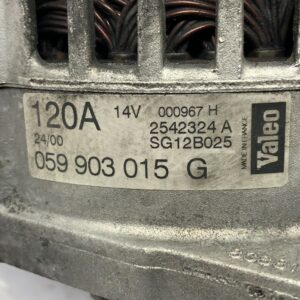 120A 14V 000967 H
2542324 A
24/00 SG12B025
059 903 015 G
Valeo
MADE IN FRANCE